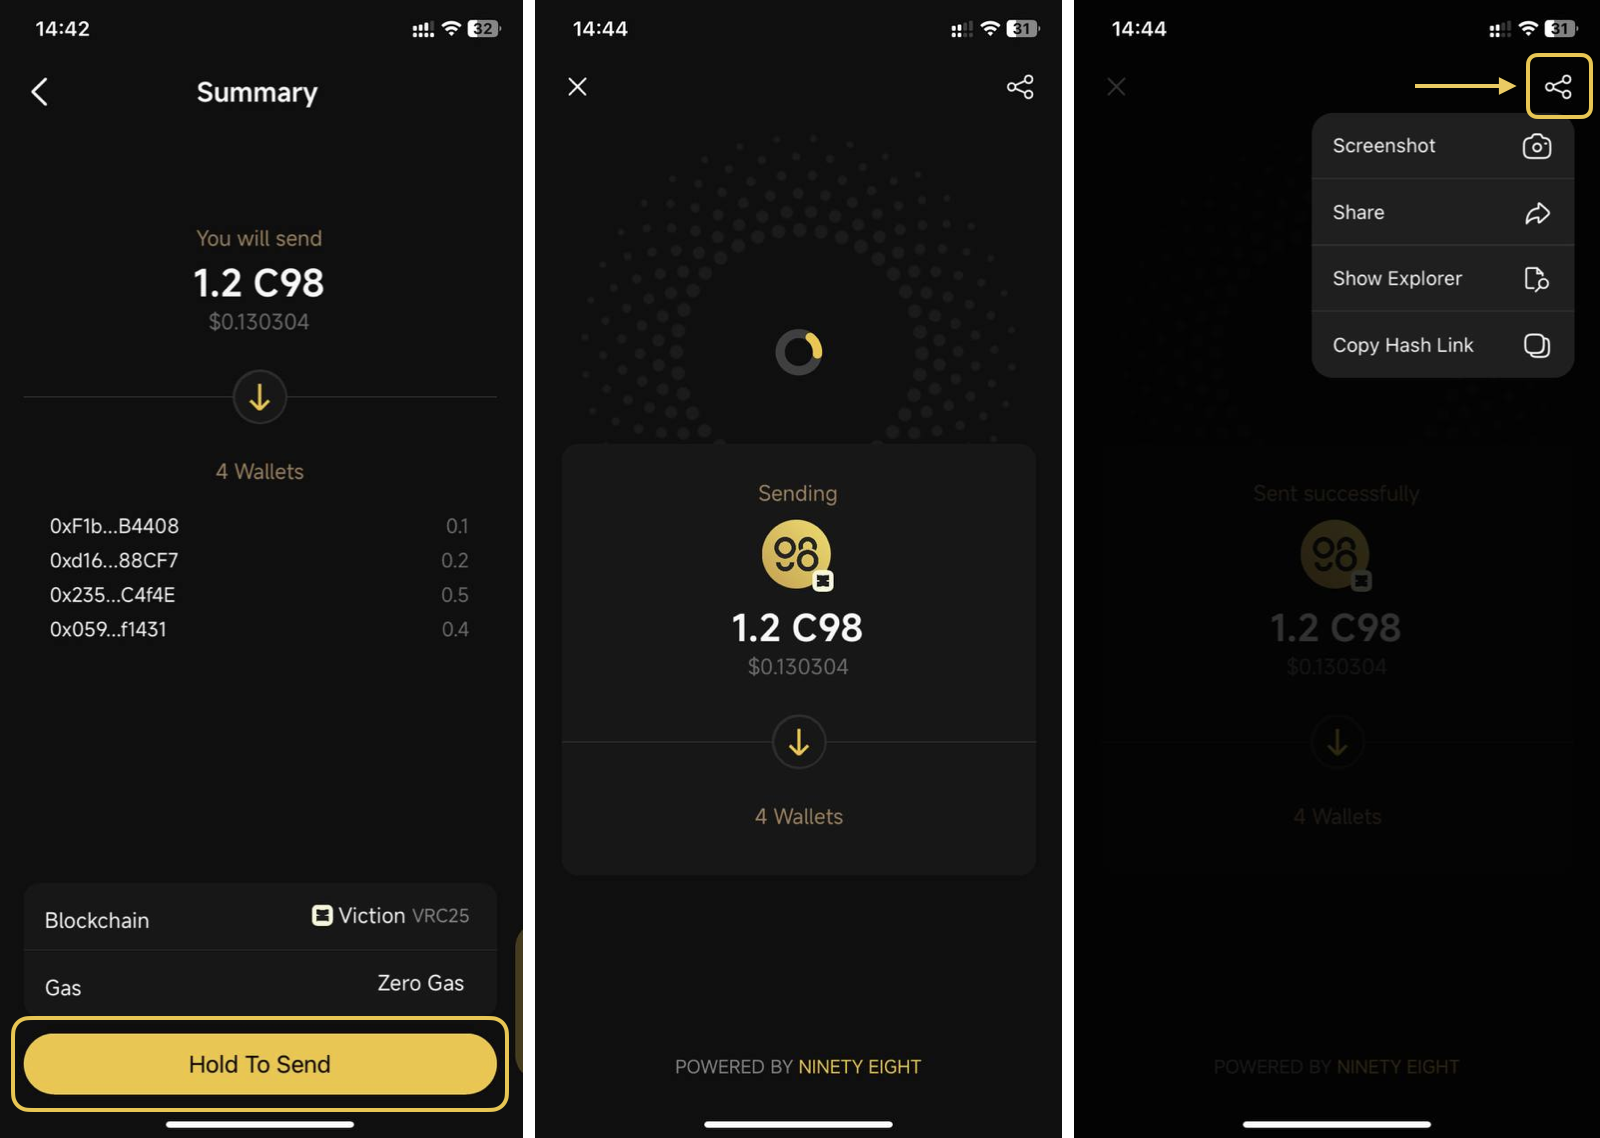 14:42
32
Summary
You will send
1.2 C98
$0.130304
4 Wallets
0xF1b...B4408 0.1
0xd16...88CF7 0.2
0x235...C4f4E 0.5
0x059...f1431 0.4
Blockchain Viction VRC25
Gas Zero Gas
Hold To Send
14:44
31
Sending
98
1.2 C98
$0.130304
4 Wallets
POWERED BY NINETY EIGHT
14:44
31
Screenshot
Share
Show Explorer
Copy Hash Link
Sent successfully
98
1.2 C98
$0.130304
4 Wallets
POWERED BY NINETY EIGHT